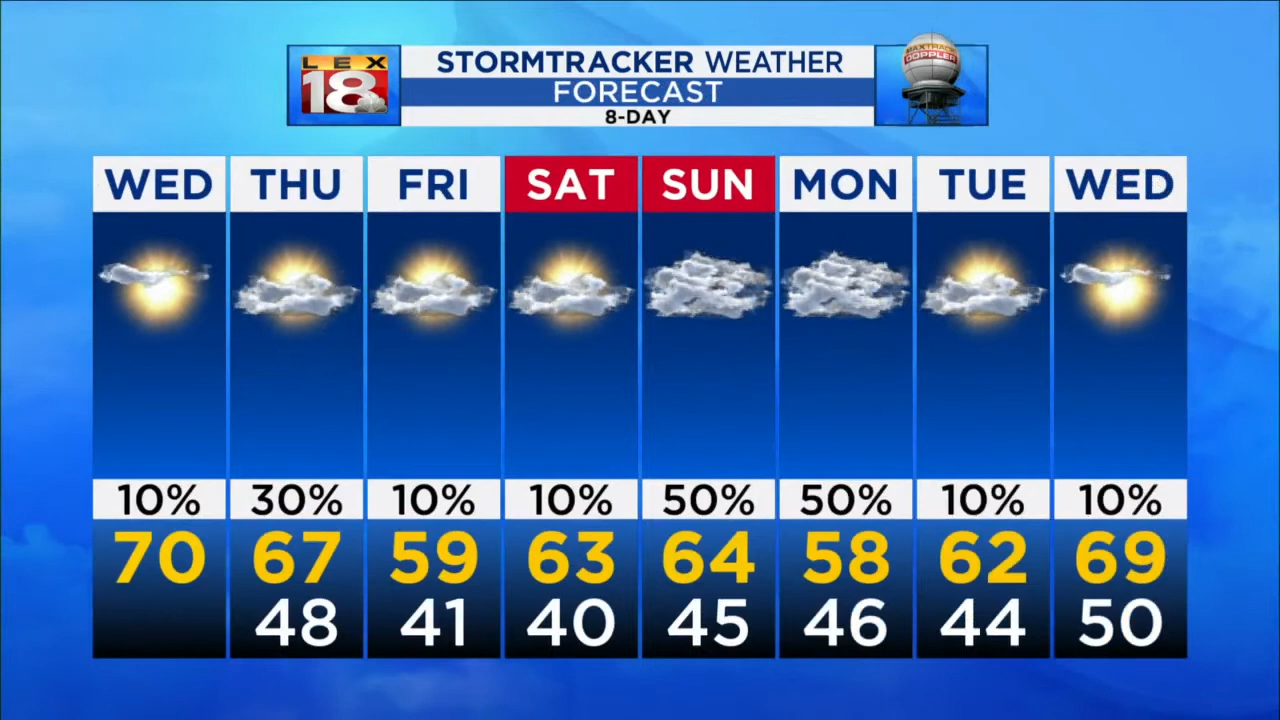 LEX
18
STORMTRACKER WEATHER
FORECAST
8-DAY
MAXTRACK
DOPPLER
WED THU FRI SAT SUN MON TUE WED
10% 30% 10% 10% 50% 50% 10% 10%
70 67 59 63 64 58 62 69
48 41 40 45 46 44 50